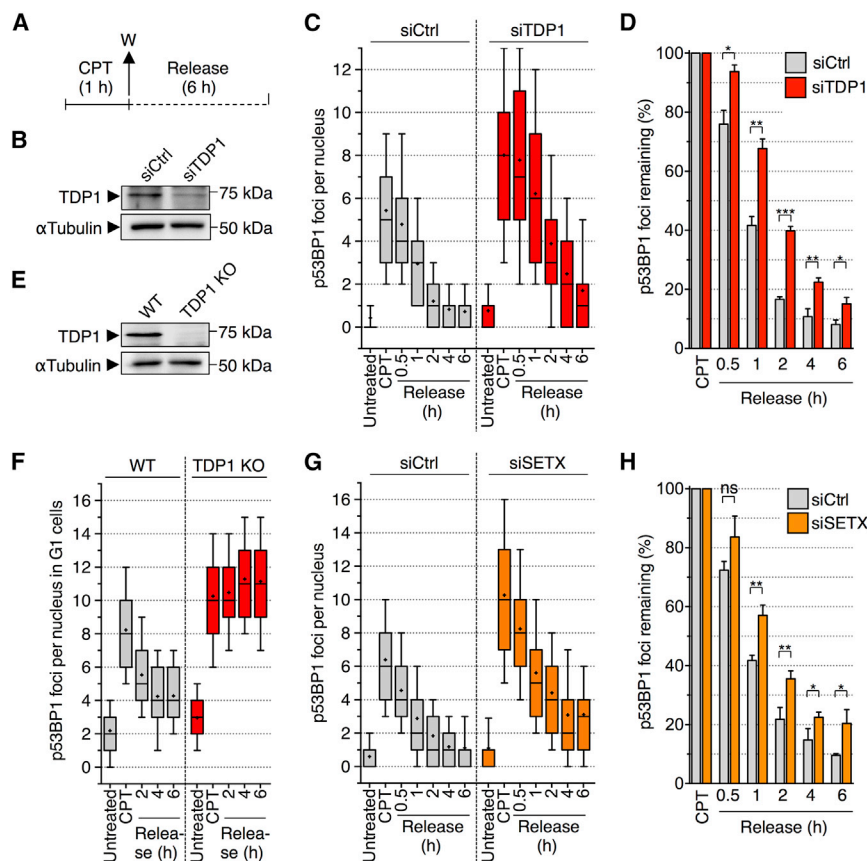 A
W
CPT
(1 h)
Release
(6 h)
B
siCtrl
siTDP1
TDP1
75 kDa
αTubulin
50 kDa
E
WT
TDP1 KO
TDP1
75 kDa
αTubulin
50 kDa
C
siCtrl
siTDP1
p53BP1 foci per nucleus
12
10
8
6
4
2
0
Untreated
CPT
0.5
1
2
4
6
Release
(h)
Untreated
CPT
0.5
1
2
4
6
Release
(h)
D
siCtrl
siTDP1
p53BP1 foci remaining (%)
100
80
60
40
20
0
*
**
***
**
*
CPT
0.5 1 2 4 6
Release (h)
F
WT
TDP1 KO
p53BP1 foci per nucleus in G1 cells
16
14
12
10
8
6
4
2
0
Untreated
CPT
2
4
6
Relea-
se (h)
Untreated
CPT
2
4
6
Relea-
se (h)
G
siCtrl
siSETX
p53BP1 foci per nucleus
16
14
12
10
8
6
4
2
0
Untreated
CPT
0.5
1
2
4
6
Release
(h)
Untreated
CPT
0.5
1
2
4
6
Release
(h)
H
siCtrl
siSETX
p53BP1 foci remaining (%)
100
80
60
40
20
0
ns
**
**
*
*
CPT
0.5 1 2 4 6
Release (h)